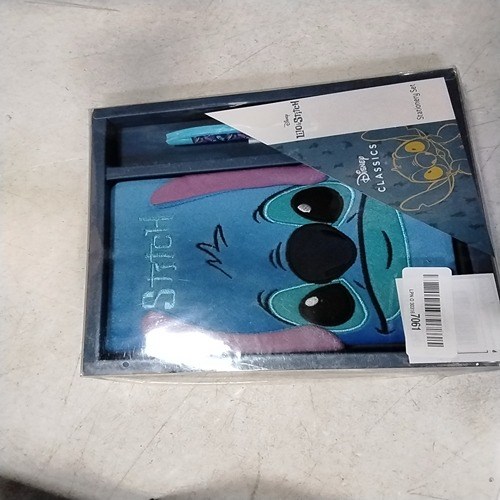 Disney
Lilo & Stitch
Stationery Set
Disney
CLASSICS
Stitch
7061